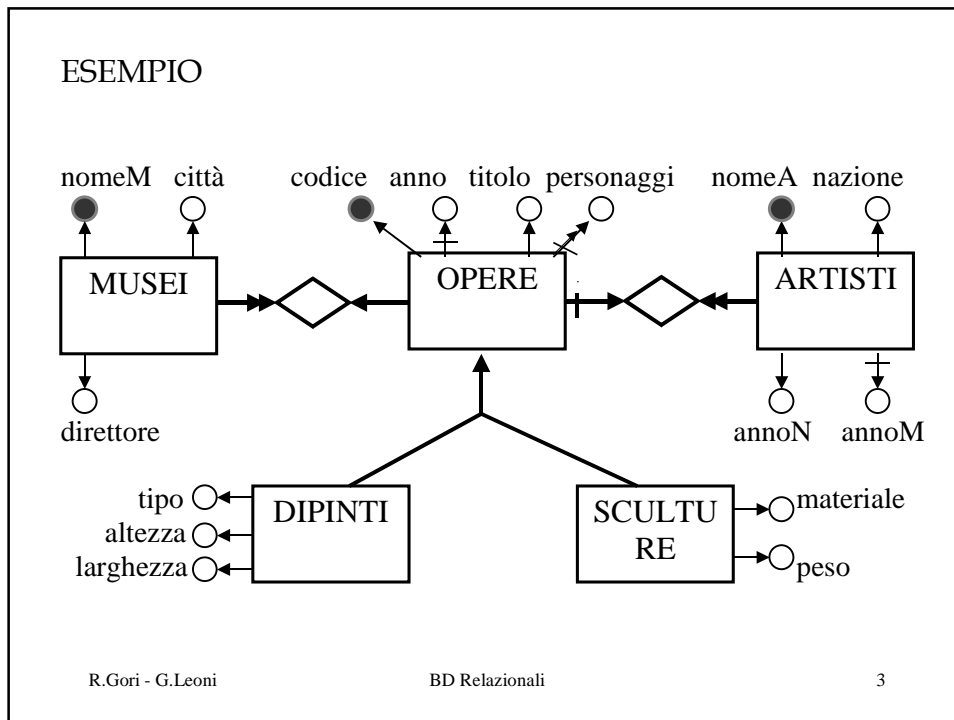 ESEMPIO
nomeM città codice anno titolo personaggi nomeA nazione
MUSEI OPERE ARTISTI
direttore annoN annoM
tipo
altezza
larghezza
DIPINTI
SCULTU
RE
materiale
peso
R.Gori - G.Leoni BD Relazionali 3